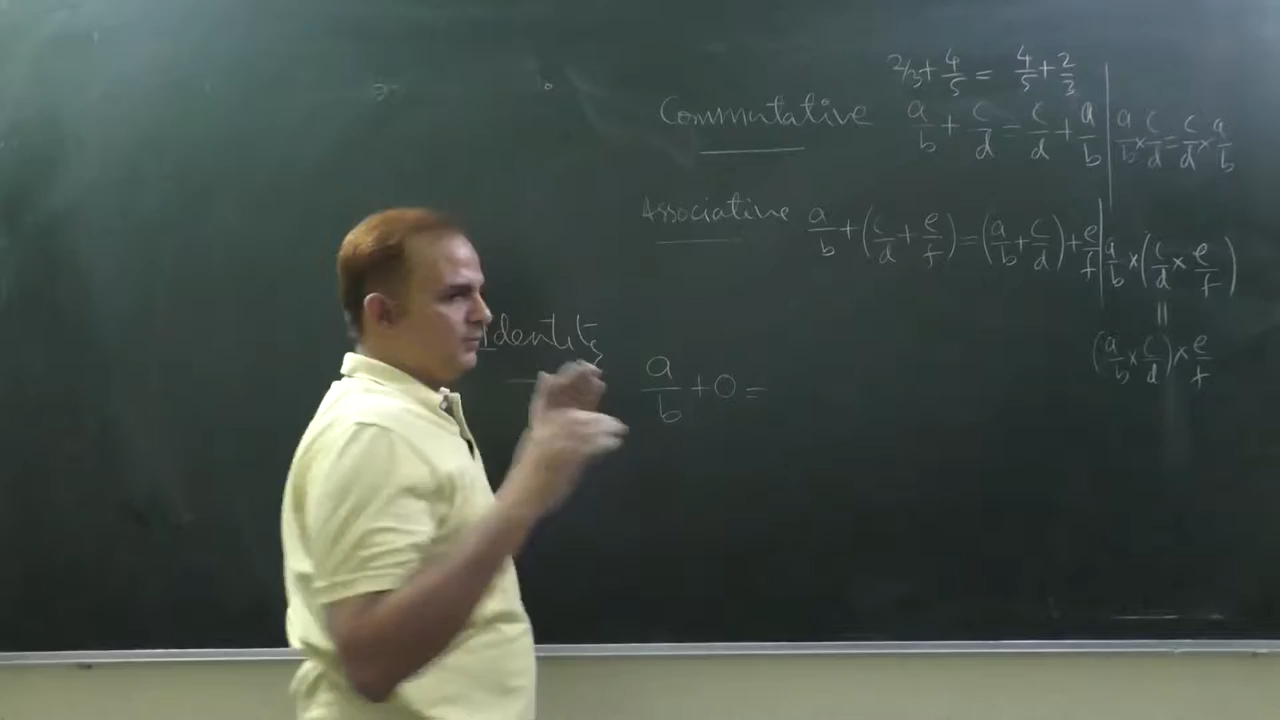 2/3 + 4/5 = 4/5 + 2/3
Commutative a/b + c/d = c/d + a/b | a/b × c/d = c/d × a/b
Associative a/b + (c/d + e/f) = (a/b + c/d) + e/f | a/b × (c/d × e/f)
=
(a/b × c/d) × e/f
Identity
a/b + 0 =